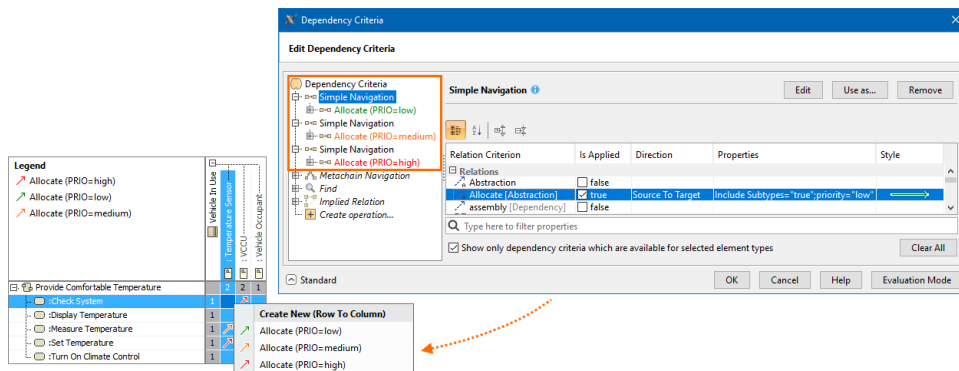 Dependency Criteria
Edit Dependency Criteria
Dependency Criteria
Simple Navigation
Allocate (PRIO=low)
Simple Navigation
Allocate (PRIO=medium)
Simple Navigation
Allocate (PRIO=high)
Metachain Navigation
Find
Implied Relation
Create operation...
Simple Navigation
Edit
Use as...
Remove
Relation Criterion Is Applied Direction Properties Style
Relations
Abstraction false
Allocate [Abstraction] true Source To Target Include Subtypes="true";priority="low"
assembly [Dependency] false
Type here to filter properties
Show only dependency criteria which are available for selected element types
Clear All
Standard
OK
Cancel
Help
Evaluation Mode
Legend
Allocate (PRIO=high)
Allocate (PRIO=low)
Allocate (PRIO=medium)
Vehicle In Use
: Temperature Sensor
: VCCU
: Vehicle Occupant
Provide Comfortable Temperature 2 2 1
:Check System 1
:Display Temperature 1
:Measure Temperature 1
:Set Temperature 1
:Turn On Climate Control 1
Create New (Row To Column)
Allocate (PRIO=low)
Allocate (PRIO=medium)
Allocate (PRIO=high)